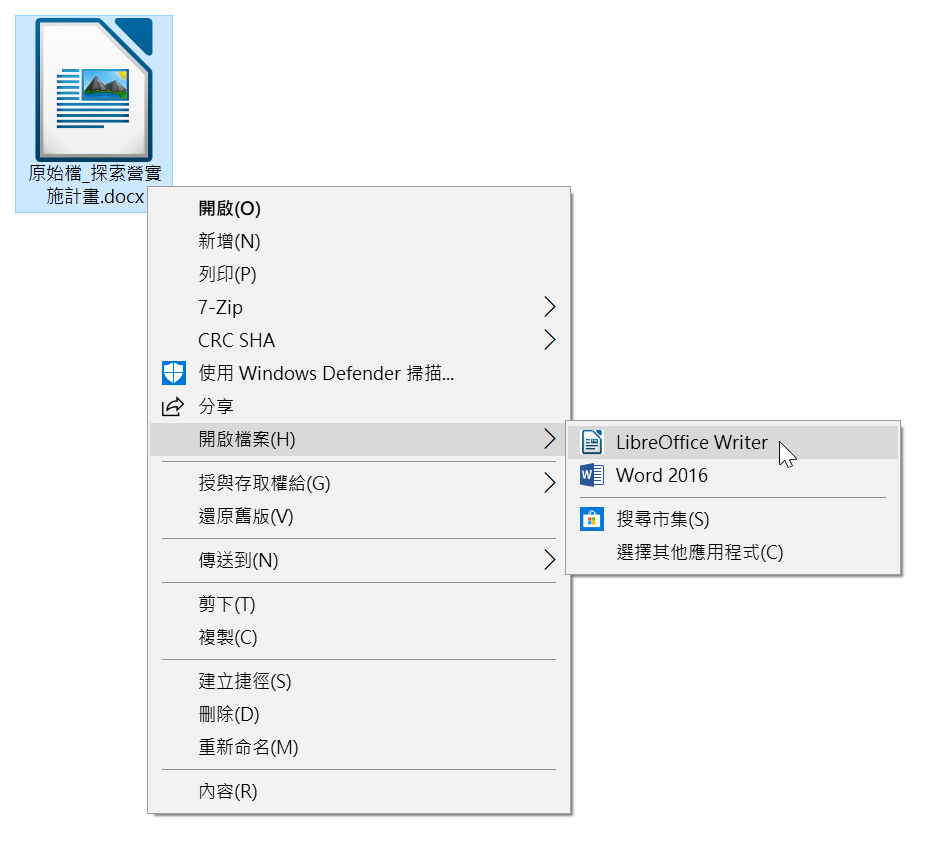 原始檔_探索營實
施計畫.docx
開啟(O)
新增(N)
列印(P)
7-Zip
CRC SHA
使用 Windows Defender 掃描...
分享
開啟檔案(H)
LibreOffice Writer
Word 2016
搜尋市集(S)
選擇其他應用程式(C)
授與存取權給(G)
還原舊版(V)
傳送到(N)
剪下(T)
複製(C)
建立捷徑(S)
刪除(D)
重新命名(M)
內容(R)